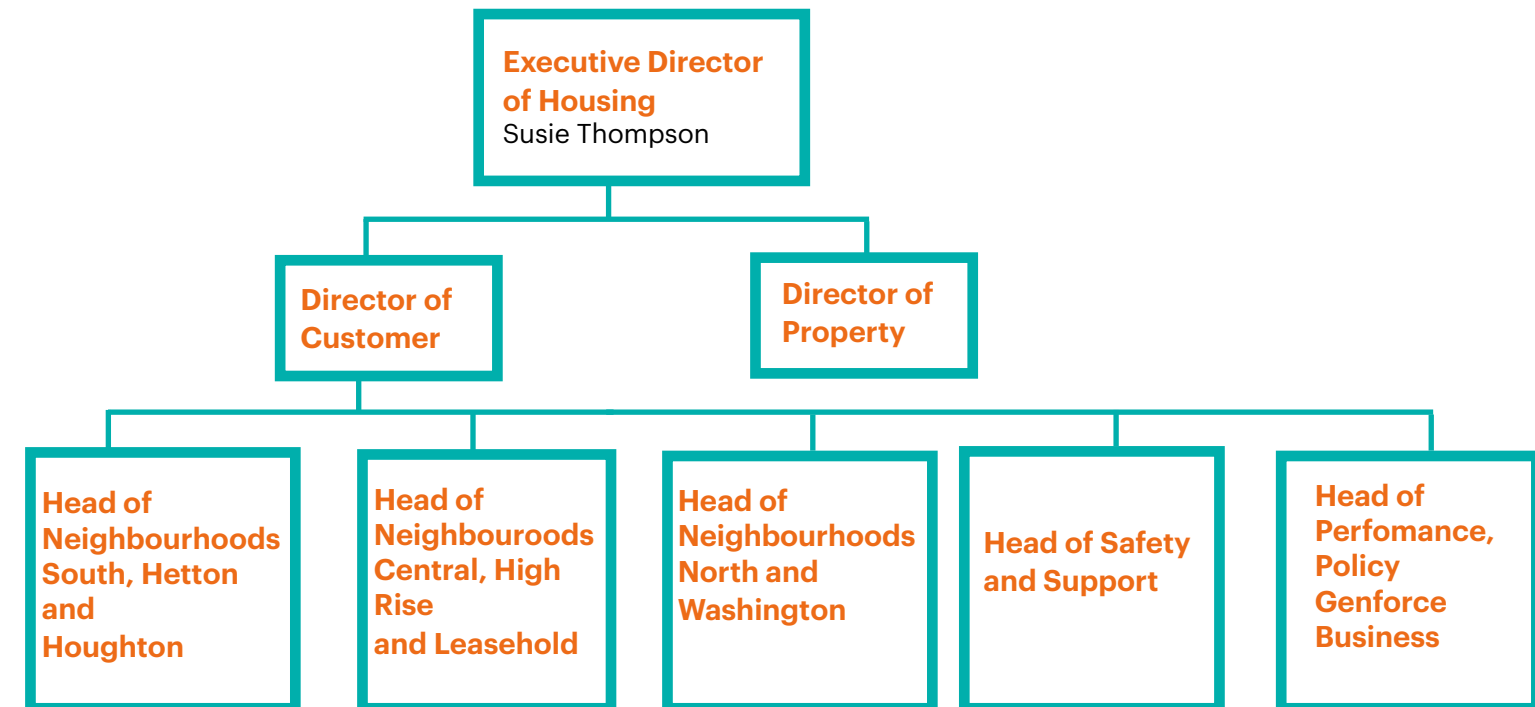 Executive Director
of Housing
Susie Thompson
Director of
Customer
Director of
Property
Head of
Neighbourhoods
South, Hetton
and
Houghton
Head of
Neighbouroods
Central, High
Rise
and Leasehold
Head of
Neighbourhoods
North and
Washington
Head of Safety
and Support
Head of
Perfomance,
Policy
Genforce
Business